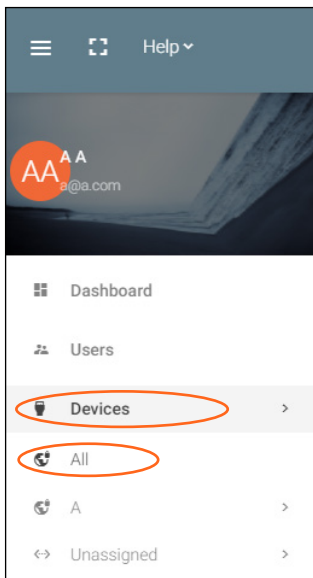 Help
A A
AA
a@a.com
Dashboard
Users
Devices
All
A
Unassigned